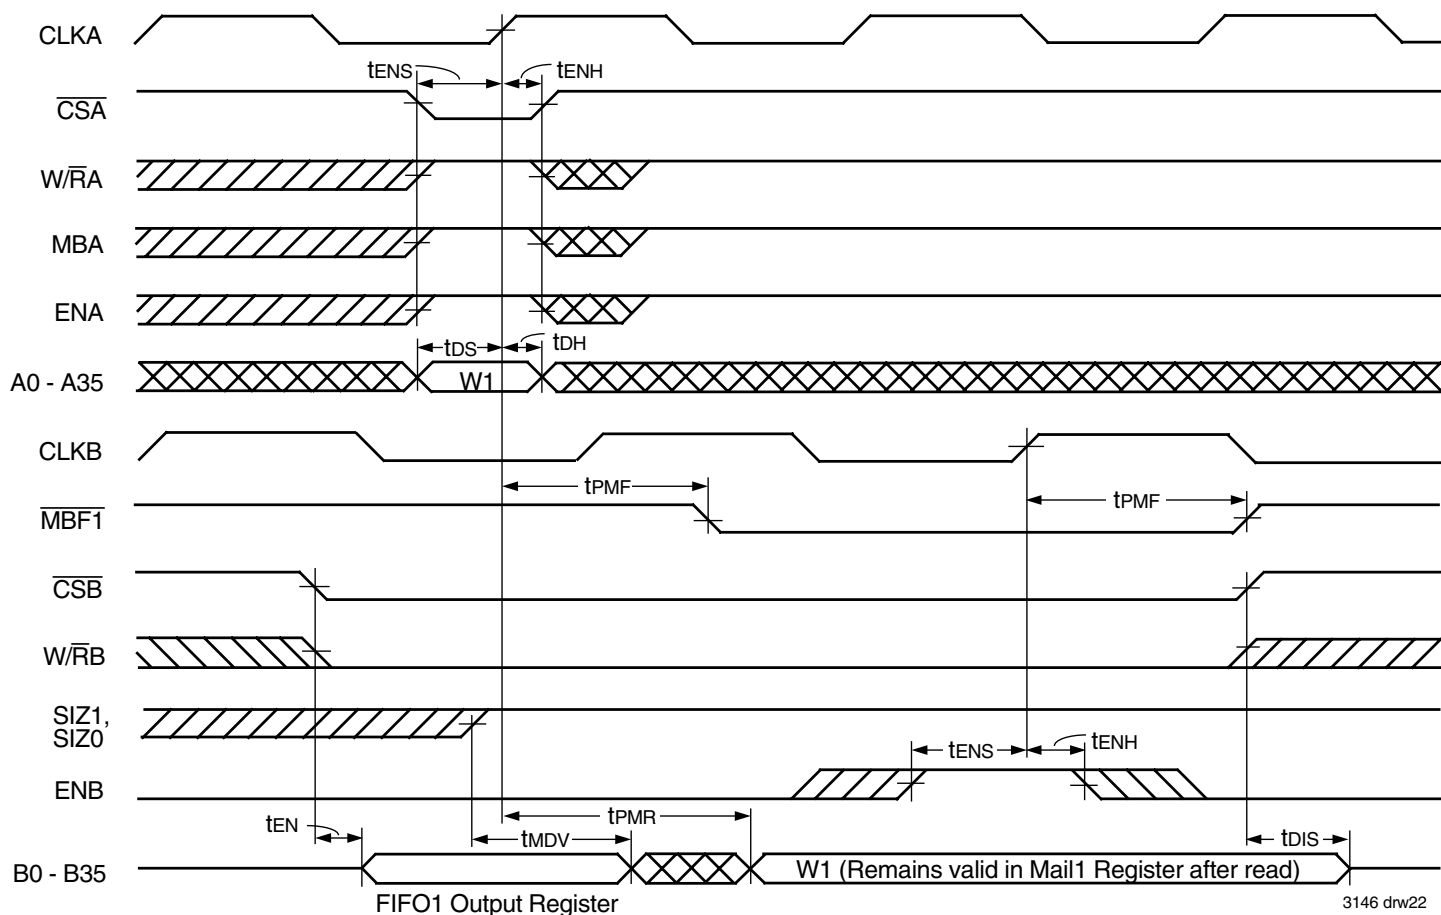 CLKA
tENS
tENH
CSA
W/RA
MBA
ENA
tDS
tDH
A0 - A35
W1
CLKB
tPMF
tPMF
MBF1
CSB
W/RB
SIZ1,
SIZ0
tENS
tENH
ENB
tEN
tMDV
tPMR
tDIS
B0 - B35
W1 (Remains valid in Mail1 Register after read)
FIFO1 Output Register
3146 drw22